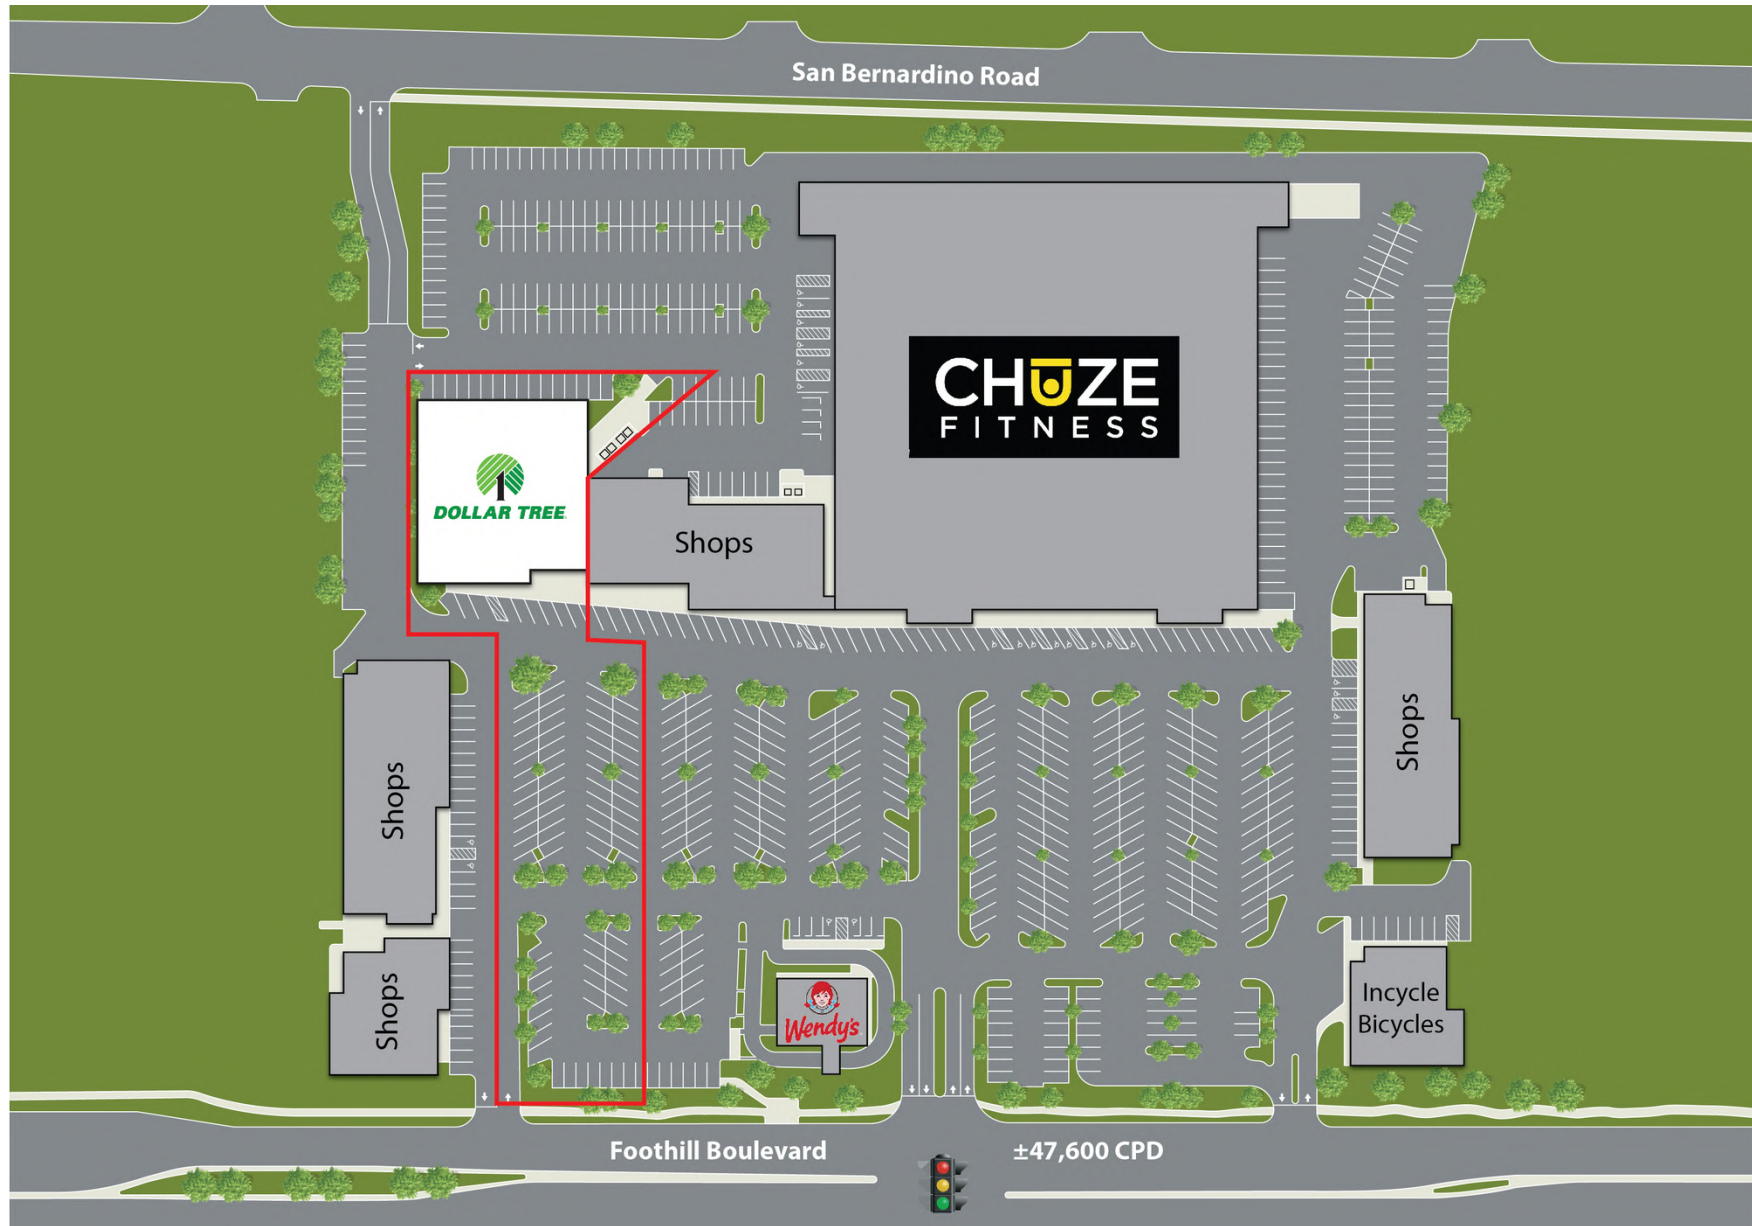 San Bernardino Road
CHUZE
FITNESS
DOLLAR TREE
Shops
Shops
Shops
Shops
Wendy's
Incycle
Bicycles
Foothill Boulevard
±47,600 CPD